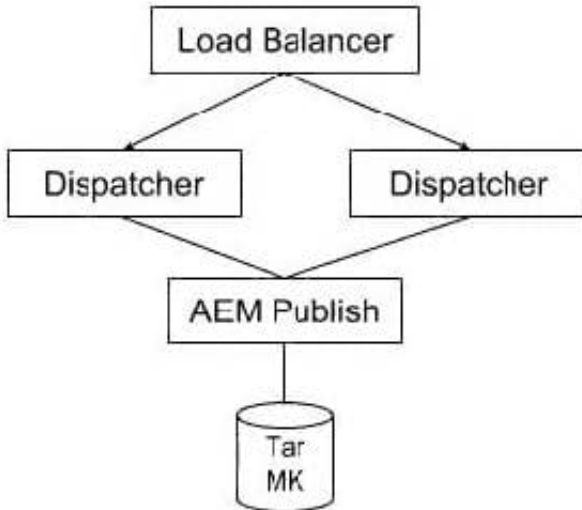 Load Balancer
Dispatcher
Dispatcher
AEM Publish
Tar
MK